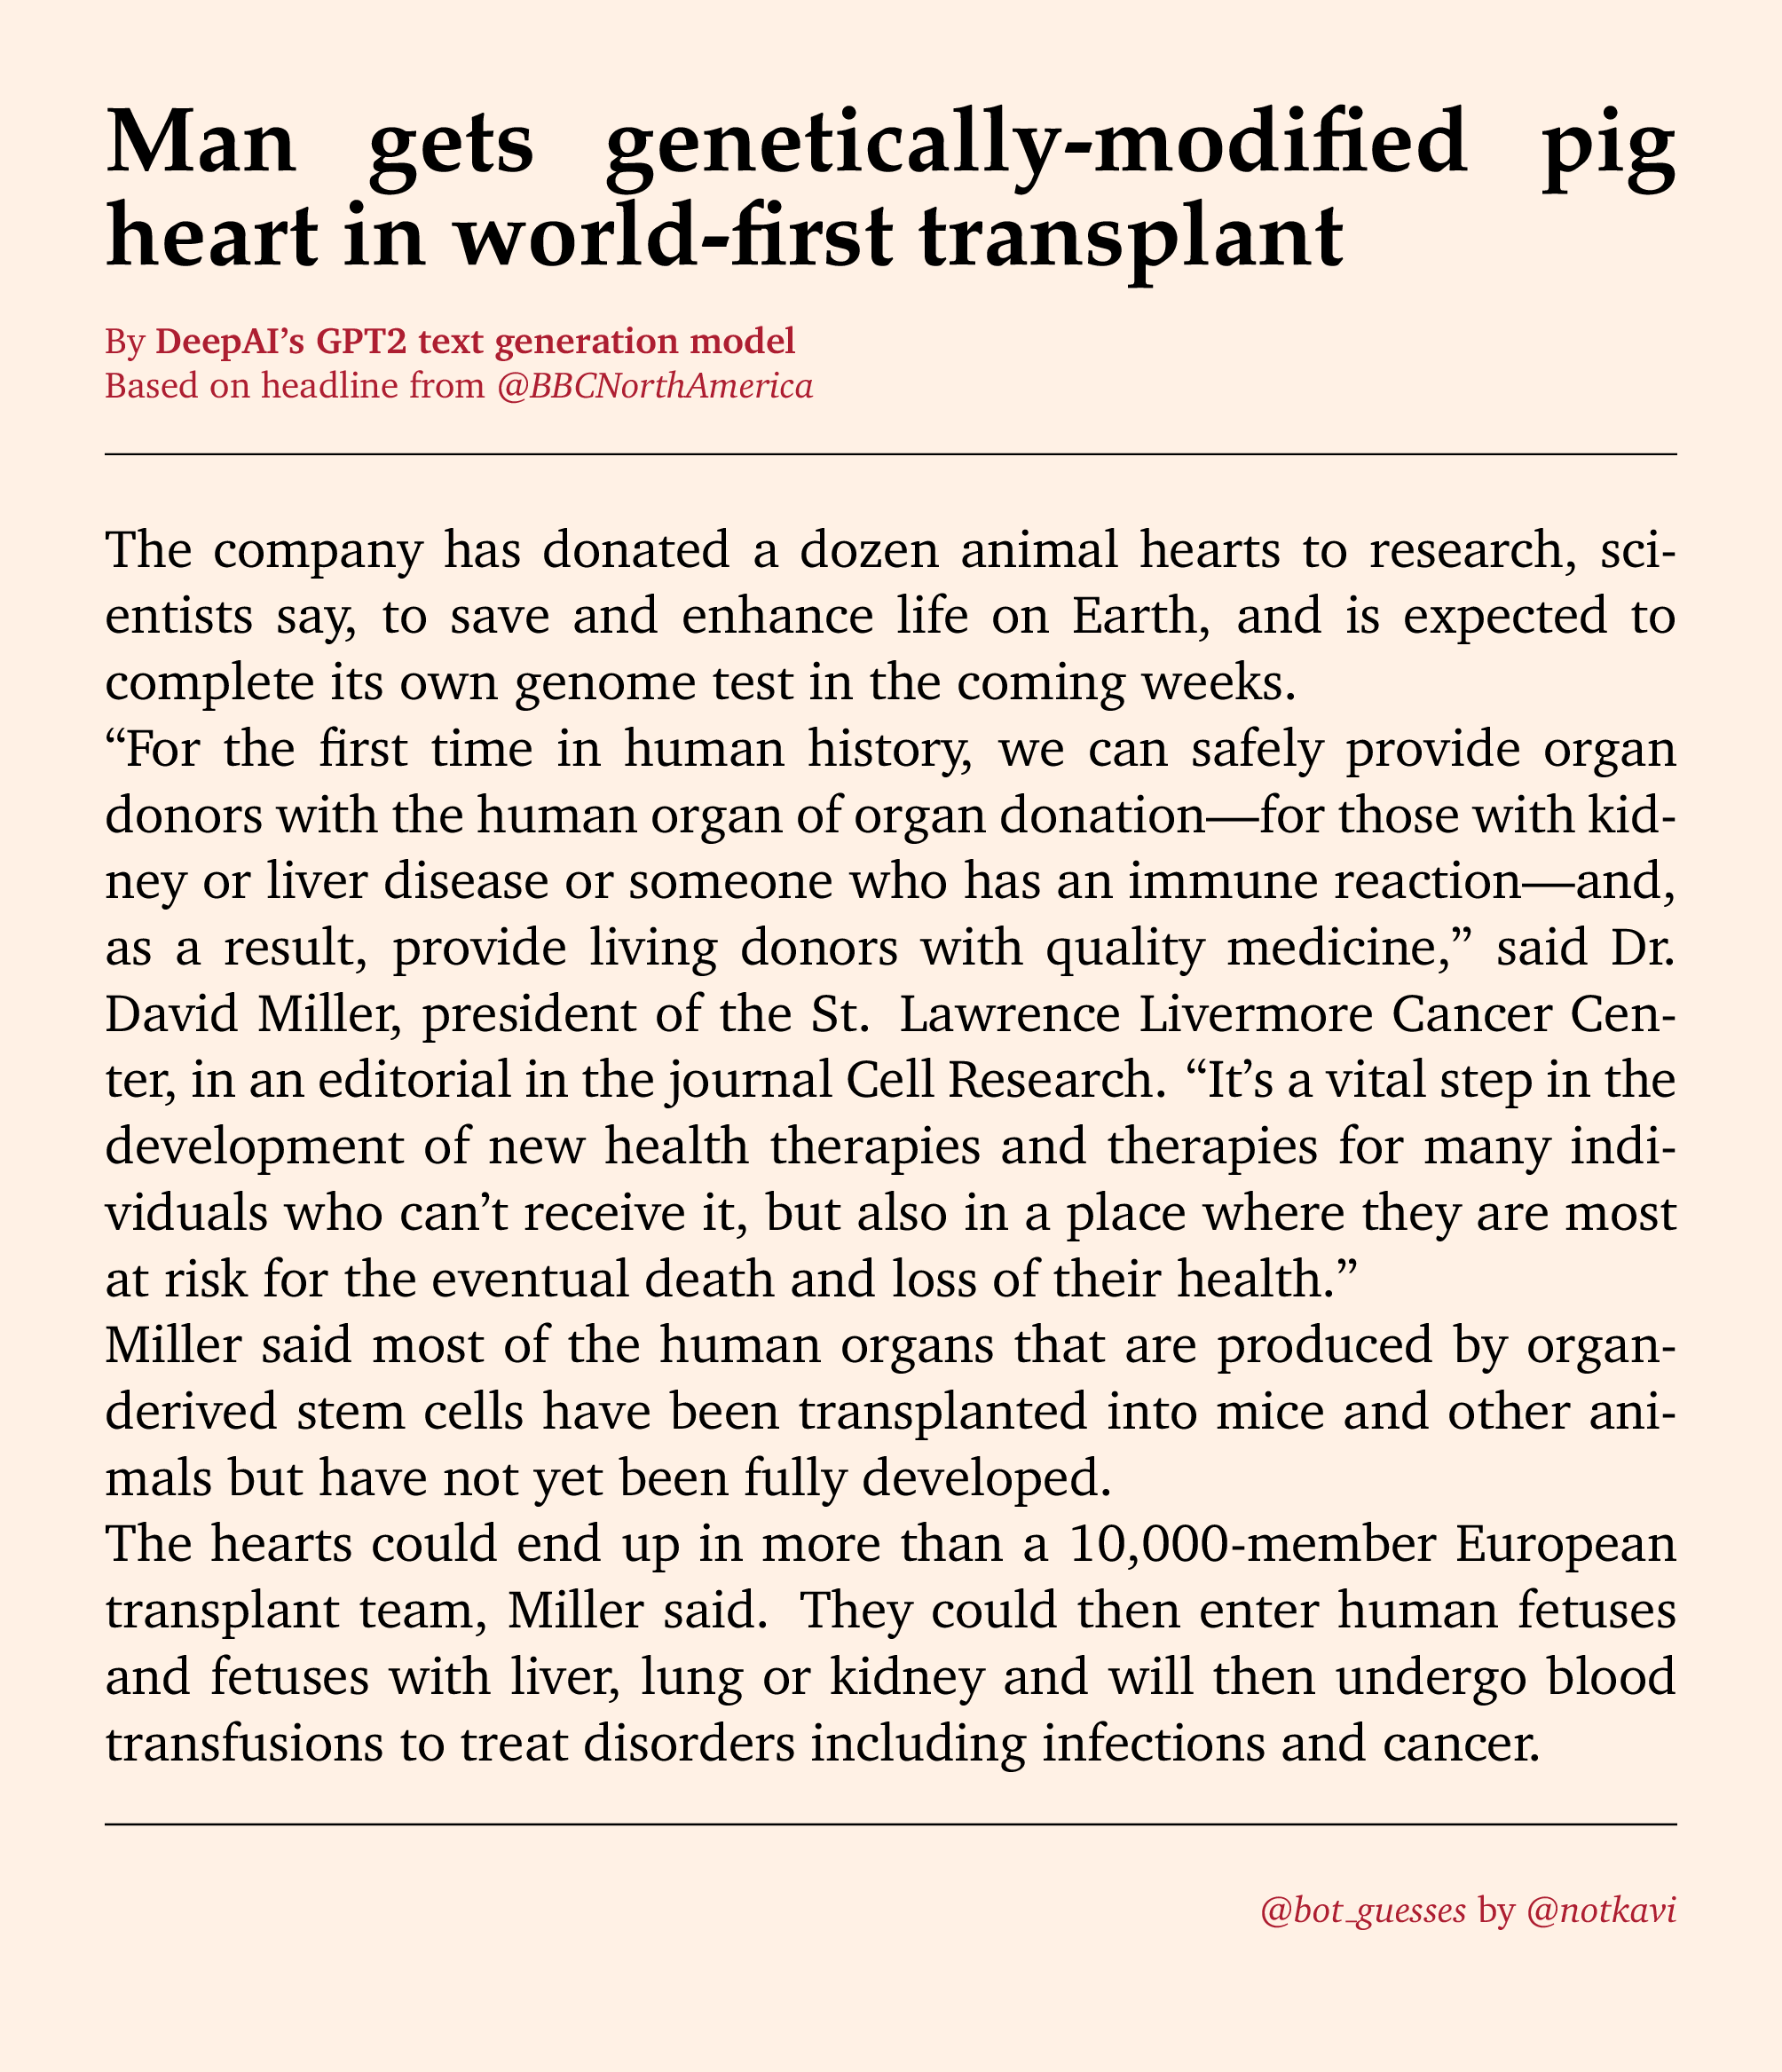 Man gets genetically-modified pig
heart in world-first transplant
By DeepAI's GPT2 text generation model
Based on headline from @BBCNorthAmerica
The company has donated a dozen animal hearts to research, sci-
entists say, to save and enhance life on Earth, and is expected to
complete its own genome test in the coming weeks.
“For the first time in human history, we can safely provide organ
donors with the human organ of organ donation—for those with kid-
ney or liver disease or someone who has an immune reaction—and,
as a result, provide living donors with quality medicine,” said Dr.
David Miller, president of the St. Lawrence Livermore Cancer Cen-
ter, in an editorial in the journal Cell Research. “It’s a vital step in the
development of new health therapies and therapies for many indi-
viduals who can’t receive it, but also in a place where they are most
at risk for the eventual death and loss of their health.”
Miller said most of the human organs that are produced by organ-
derived stem cells have been transplanted into mice and other ani-
mals but have not yet been fully developed.
The hearts could end up in more than a 10,000-member European
transplant team, Miller said. They could then enter human fetuses
and fetuses with liver, lung or kidney and will then undergo blood
transfusions to treat disorders including infections and cancer.
@bot_guesses by @notkavi